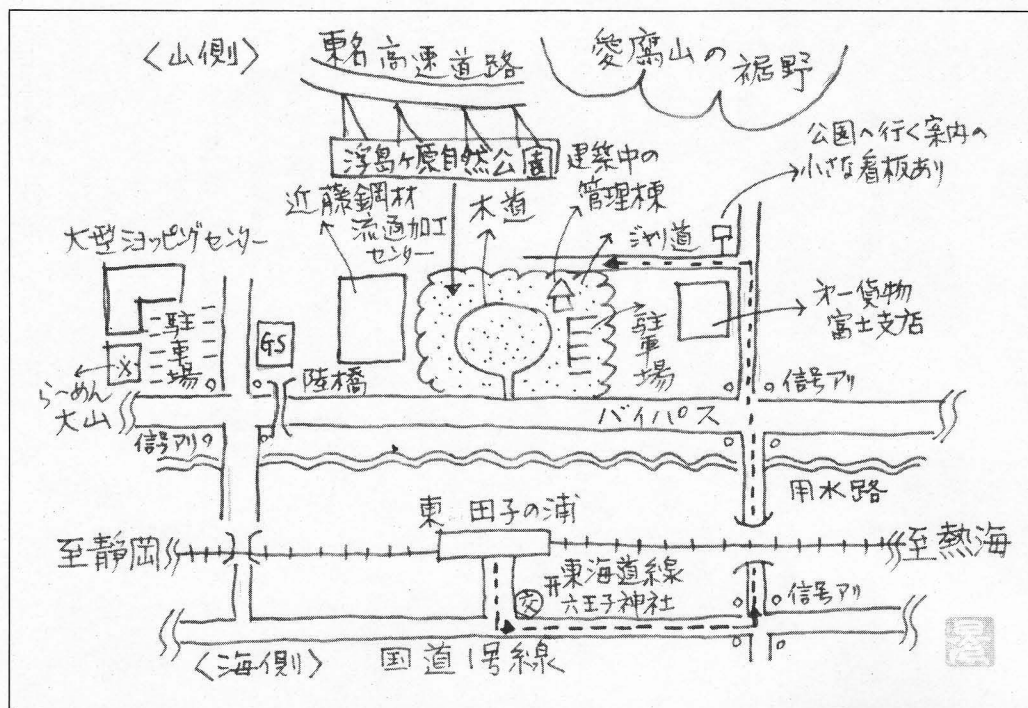 〈山側〉
東名高速道路
愛鷹山の裾野
浮島ヶ原自然公園
公園へ行く案内の
小さな看板あり
建築中の
管理棟
木道
ジャリ道
近藤鋼材
流通加工
センター
大型ショッピングセンター
駐車場
らーめん
大山
GS
陸橋
駐車場
第一貨物
富士支店
信号アリ
バイパス
信号アリ
用水路
東田子の浦
至静岡
至熱海
東海道線
六王子神社
交
信号アリ
国道1号線
〈海側〉